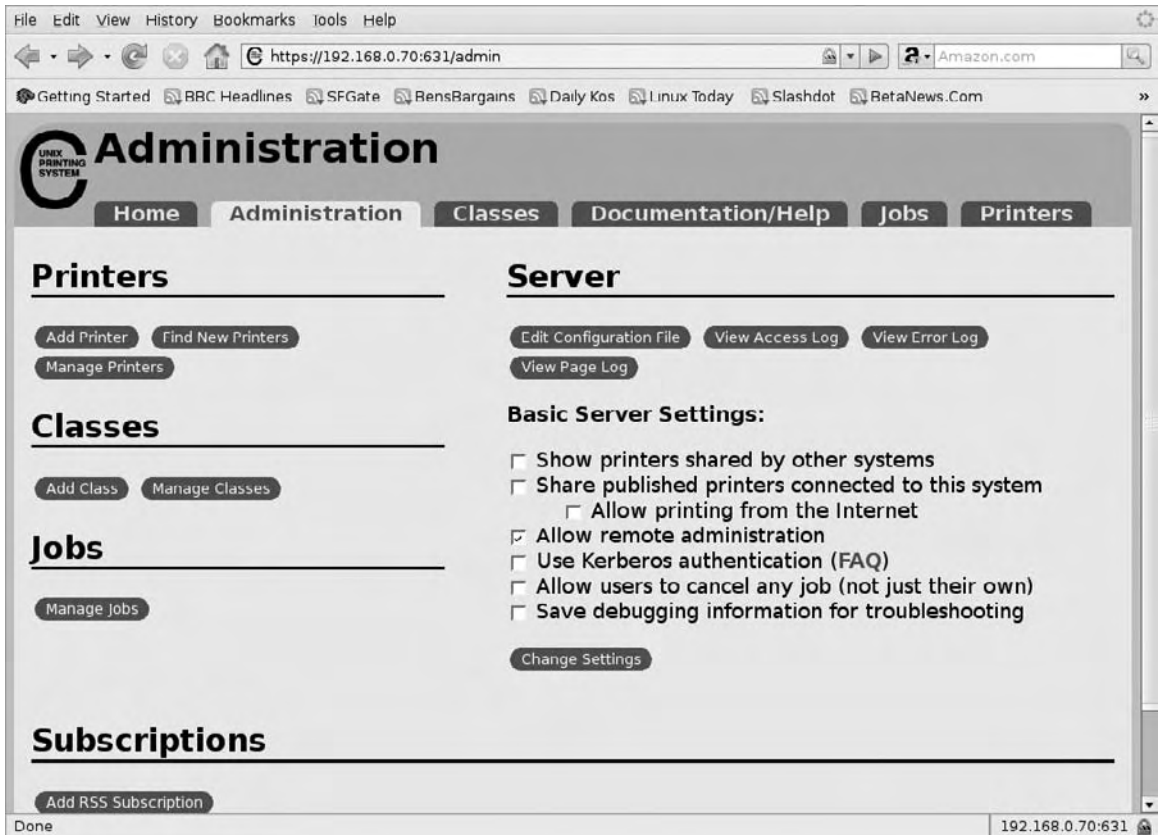 File Edit View History Bookmarks Tools Help
https://192.168.0.70:631/admin
Amazon.com
Getting Started BBC Headlines SFGate BensBargains Daily Kos Linux Today Slashdot BetaNews.Com »
UNIX
PRINTING
SYSTEM
Administration
Home Administration Classes Documentation/Help Jobs Printers
Printers
Add Printer Find New Printers
Manage Printers
Classes
Add Class Manage Classes
Jobs
Manage Jobs
Server
Edit Configuration File View Access Log View Error Log
View Page Log
Basic Server Settings:
Show printers shared by other systems
Share published printers connected to this system
Allow printing from the Internet
Allow remote administration
Use Kerberos authentication (FAQ)
Allow users to cancel any job (not just their own)
Save debugging information for troubleshooting
Change Settings
Subscriptions
Add RSS Subscription
Done 192.168.0.70:631